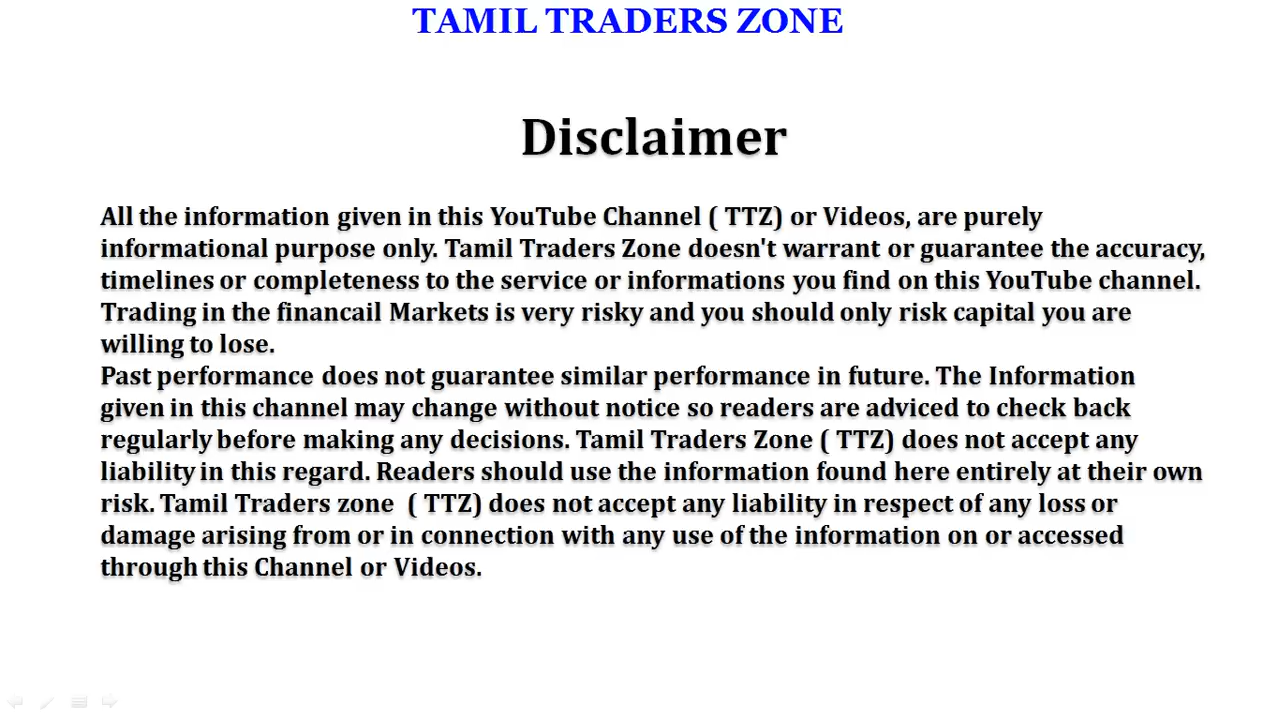 TAMIL TRADERS ZONE
Disclaimer
All the information given in this YouTube Channel ( TTZ) or Videos, are purely
informational purpose only. Tamil Traders Zone doesn't warrant or guarantee the accuracy,
timelines or completeness to the service or informations you find on this YouTube channel.
Trading in the financail Markets is very risky and you should only risk capital you are
willing to lose.
Past performance does not guarantee similar performance in future. The Information
given in this channel may change without notice so readers are adviced to check back
regularly before making any decisions. Tamil Traders Zone ( TTZ) does not accept any
liability in this regard. Readers should use the information found here entirely at their own
risk. Tamil Traders zone  ( TTZ) does not accept any liability in respect of any loss or
damage arising from or in connection with any use of the information on or accessed
through this Channel or Videos.